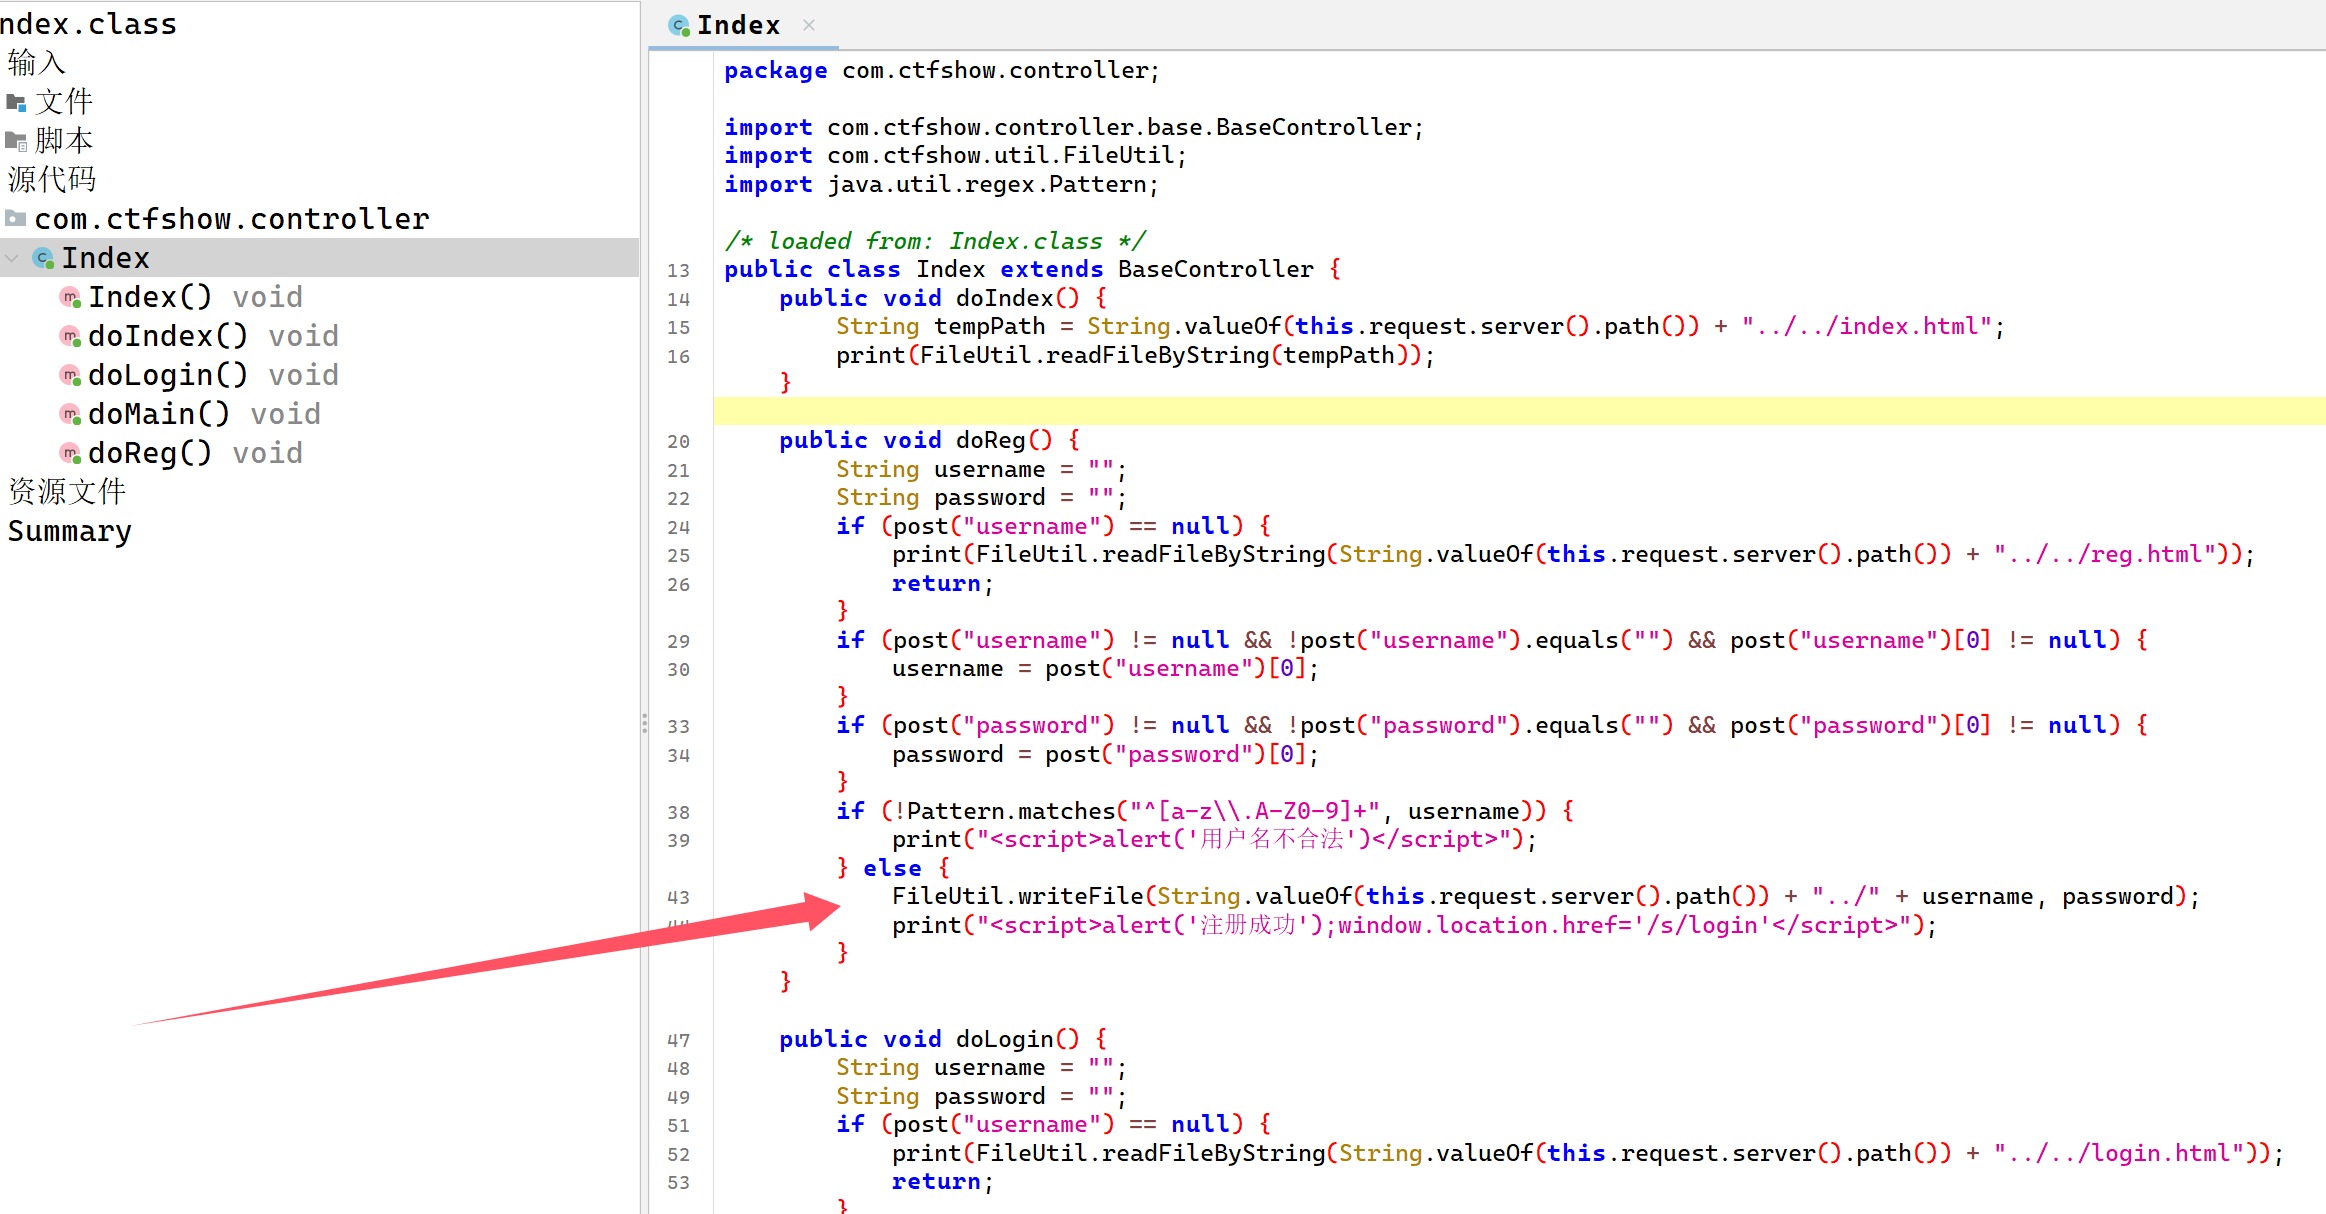 ndex.class
输入
文件
脚本
源代码
com.ctfshow.controller
Index
Index() void
doIndex() void
doLogin() void
doMain() void
doReg() void
资源文件
Summary
Index
package com.ctfshow.controller;
import com.ctfshow.controller.base.BaseController;
import com.ctfshow.util.FileUtil;
import java.util.regex.Pattern;
/* loaded from: Index.class */
13 public class Index extends BaseController {
14 public void doIndex() {
15 String tempPath = String.valueOf(this.request.server().path()) + "../../index.html";
16 print(FileUtil.readFileByString(tempPath));
}
20 public void doReg() {
21 String username = "";
22 String password = "";
24 if (post("username") == null) {
25 print(FileUtil.readFileByString(String.valueOf(this.request.server().path()) + "../../reg.html"));
26 return;
}
29 if (post("username") != null && !post("username").equals("") && post("username")[0] != null) {
30 username = post("username")[0];
}
33 if (post("password") != null && !post("password").equals("") && post("password")[0] != null) {
34 password = post("password")[0];
}
38 if (!Pattern.matches("^[a-z\\.A-Z0-9]+", username)) {
39 print("<script>alert('用户名不合法')</script>");
} else {
43 FileUtil.writeFile(String.valueOf(this.request.server().path()) + "../" + username, password);
44 print("<script>alert('注册成功');window.location.href='/s/login'</script>");
}
}
47 public void doLogin() {
48 String username = "";
49 String password = "";
51 if (post("username") == null) {
52 print(FileUtil.readFileByString(String.valueOf(this.request.server().path()) + "../../login.html"));
53 return;
}